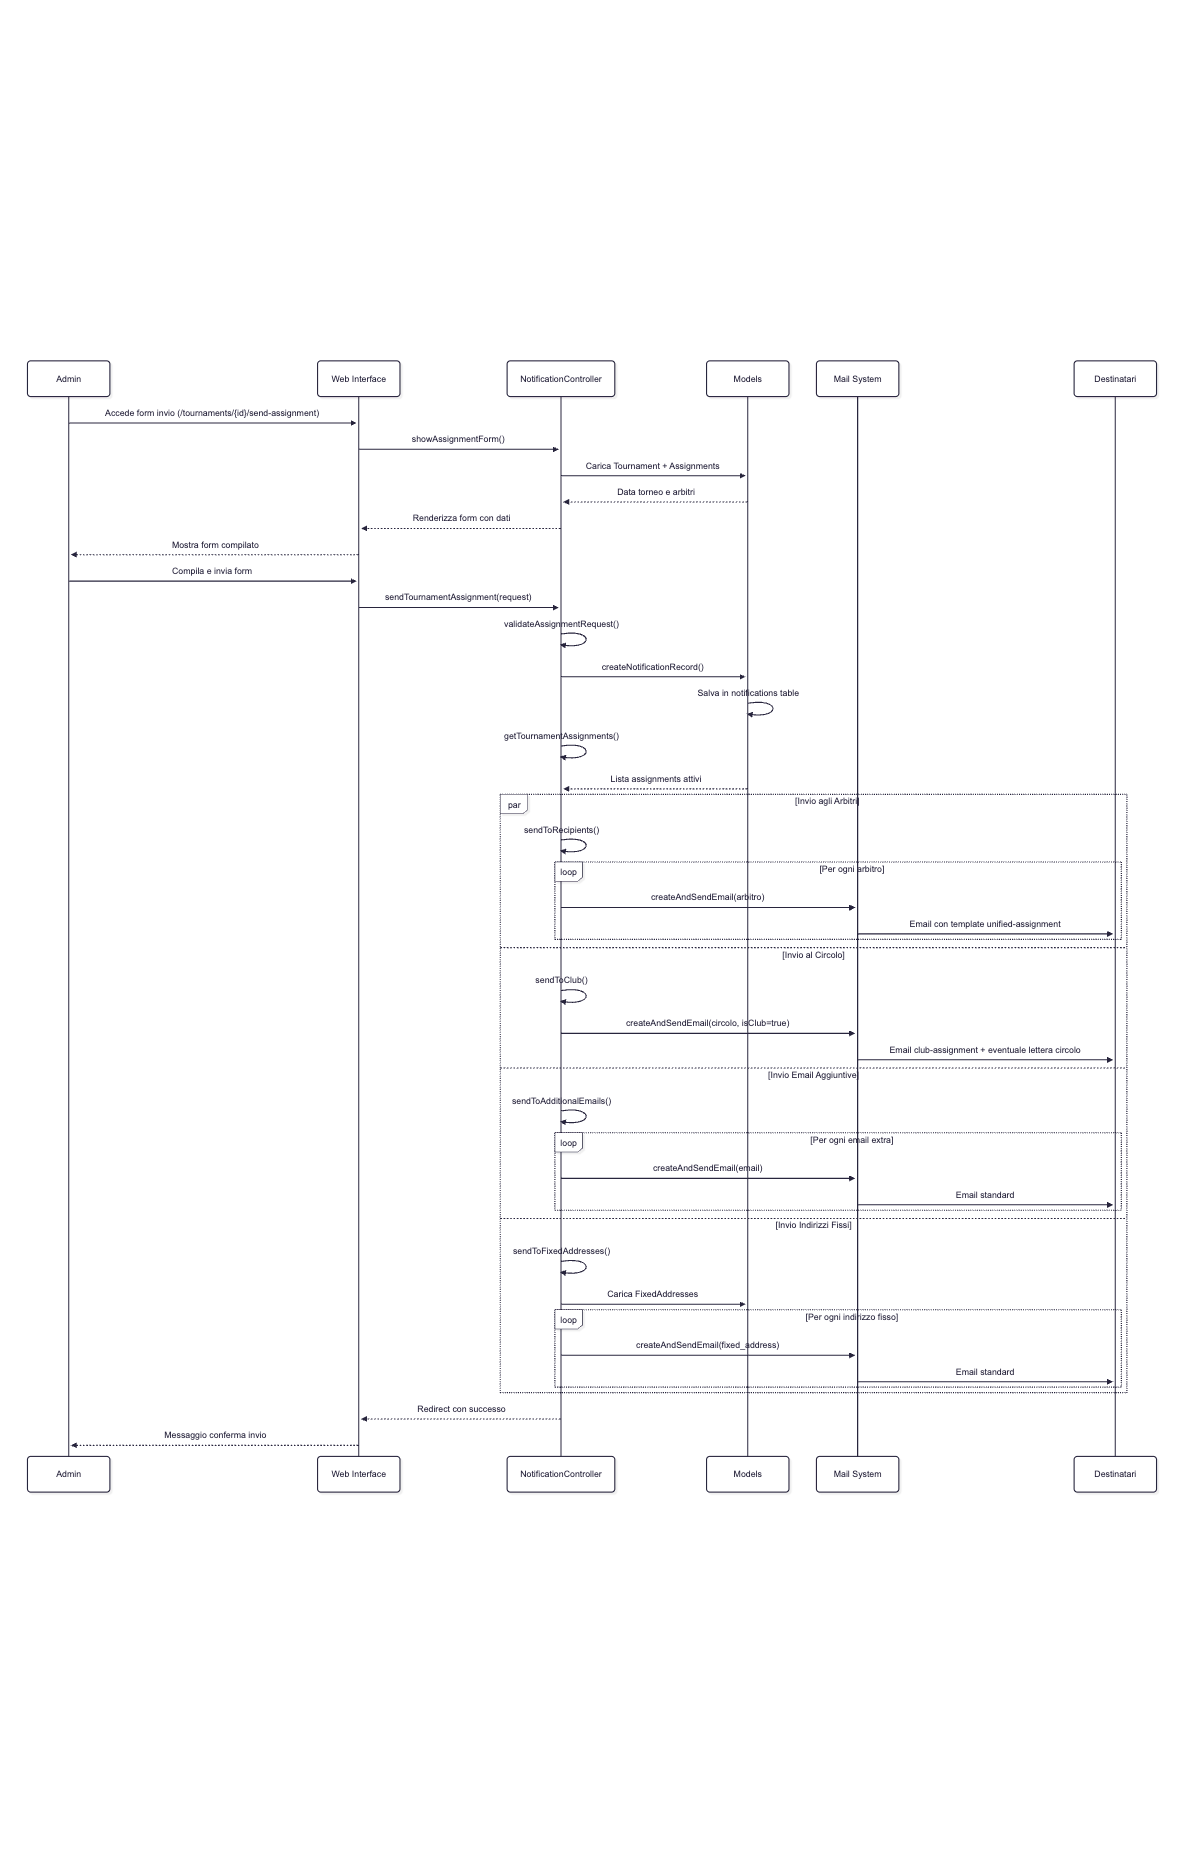 Admin
Web Interface
NotificationController
Models
Mail System
Destinatari
Accede form invio (/tournaments/{id}/send-assignment)
showAssignmentForm()
Carica Tournament + Assignments
Data torneo e arbitri
Renderizza form con dati
Mostra form compilato
Compila e invia form
sendTournamentAssignment(request)
validateAssignmentRequest()
createNotificationRecord()
Salva in notifications table
getTournamentAssignments()
Lista assignments attivi
par
[Invio agli Arbitri]
sendToRecipients()
loop
[Per ogni arbitro]
createAndSendEmail(arbitro)
Email con template unified-assignment
[Invio al Circolo]
sendToClub()
createAndSendEmail(circolo, isClub=true)
Email club-assignment + eventuale lettera circolo
[Invio Email Aggiuntive]
sendToAdditionalEmails()
loop
[Per ogni email extra]
createAndSendEmail(email)
Email standard
[Invio Indirizzi Fissi]
sendToFixedAddresses()
Carica FixedAddresses
loop
[Per ogni indirizzo fisso]
createAndSendEmail(fixed_address)
Email standard
Redirect con successo
Messaggio conferma invio
Admin
Web Interface
NotificationController
Models
Mail System
Destinatari